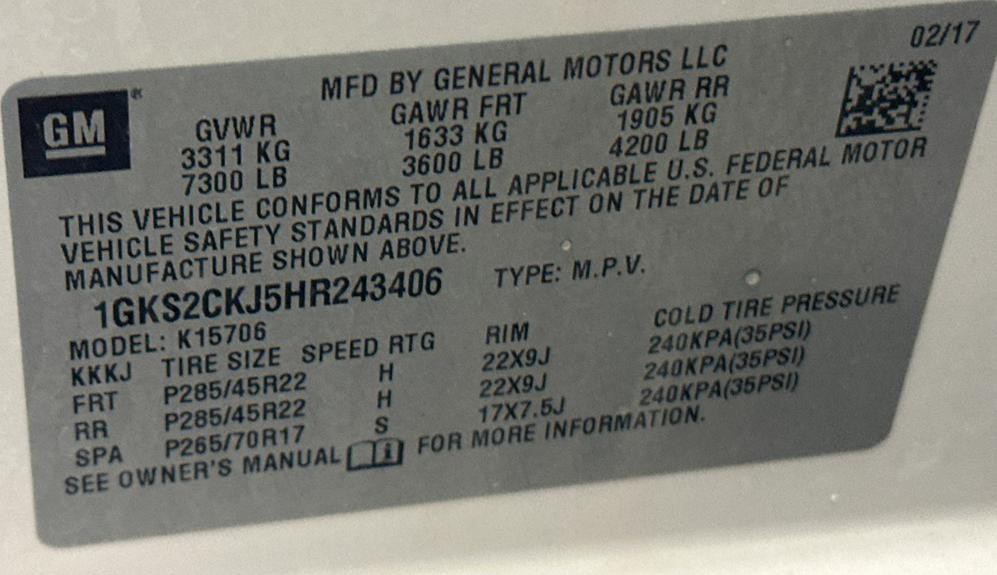 02/17
GM ®
MFD BY GENERAL MOTORS LLC
GVWR GAWR FRT GAWR RR
3311 KG 1633 KG 1905 KG
7300 LB 3600 LB 4200 LB
THIS VEHICLE CONFORMS TO ALL APPLICABLE U.S. FEDERAL MOTOR
VEHICLE SAFETY STANDARDS IN EFFECT ON THE DATE OF
MANUFACTURE SHOWN ABOVE.
1GKS2CKJ5HR243406 TYPE: M.P.V.
MODEL: K15706
KKKJ TIRE SIZE SPEED RTG RIM COLD TIRE PRESSURE
FRT P285/45R22 H 22X9J 240KPA(35PSI)
RR P285/45R22 H 22X9J 240KPA(35PSI)
SPA P265/70R17 S 17X7.5J 240KPA(35PSI)
SEE OWNER'S MANUAL FOR MORE INFORMATION.